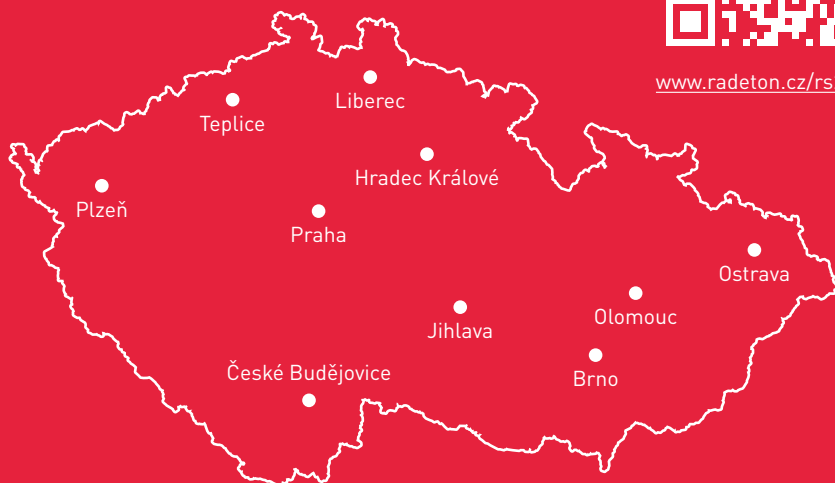 www.radeton.cz/rs
Liberec
Teplice
Hradec Králové
Plzeň
Praha
Ostrava
Olomouc
Jihlava
České Budějovice
Brno